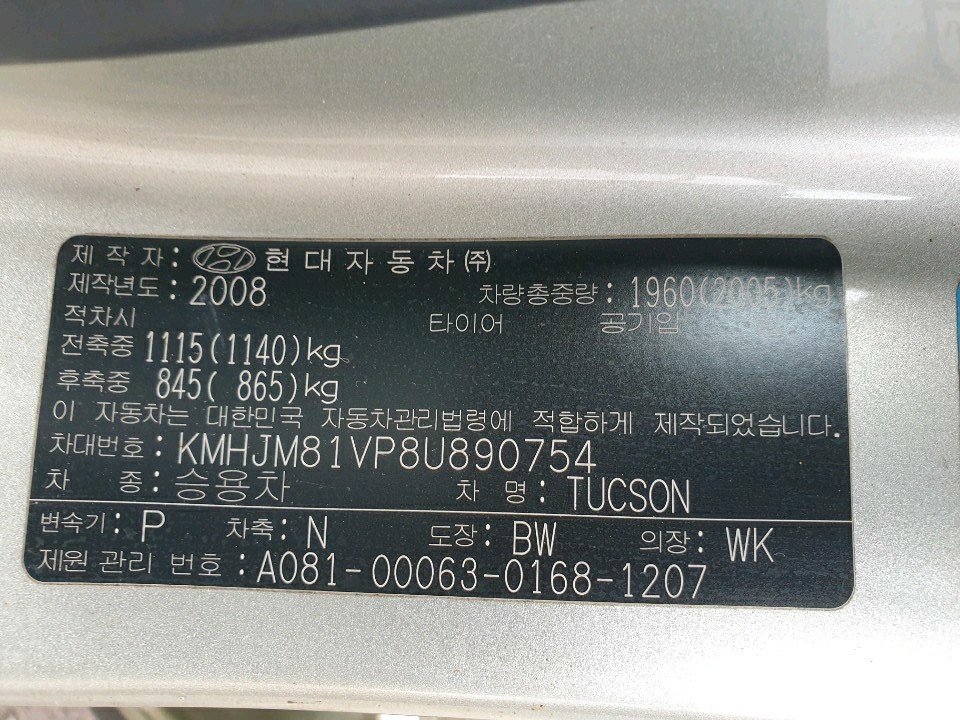 제 작 자 : 현대자동차㈜
제작년도 : 2008 차량총중량 : 1960(2005)kg
적차시 타이어 공기압
전축중 1115(1140)kg
후축중 845( 865)kg
이 자동차는 대한민국 자동차관리법령에 적합하게 제작되었습니다.
차대번호 : KMHJM81VP8U890754
차 종 : 승용차 차 명 : TUCSON
변속기 : P 차축 : N 도장 : BW 의장 : WK
제원 관리 번호 : A081-00063-0168-1207